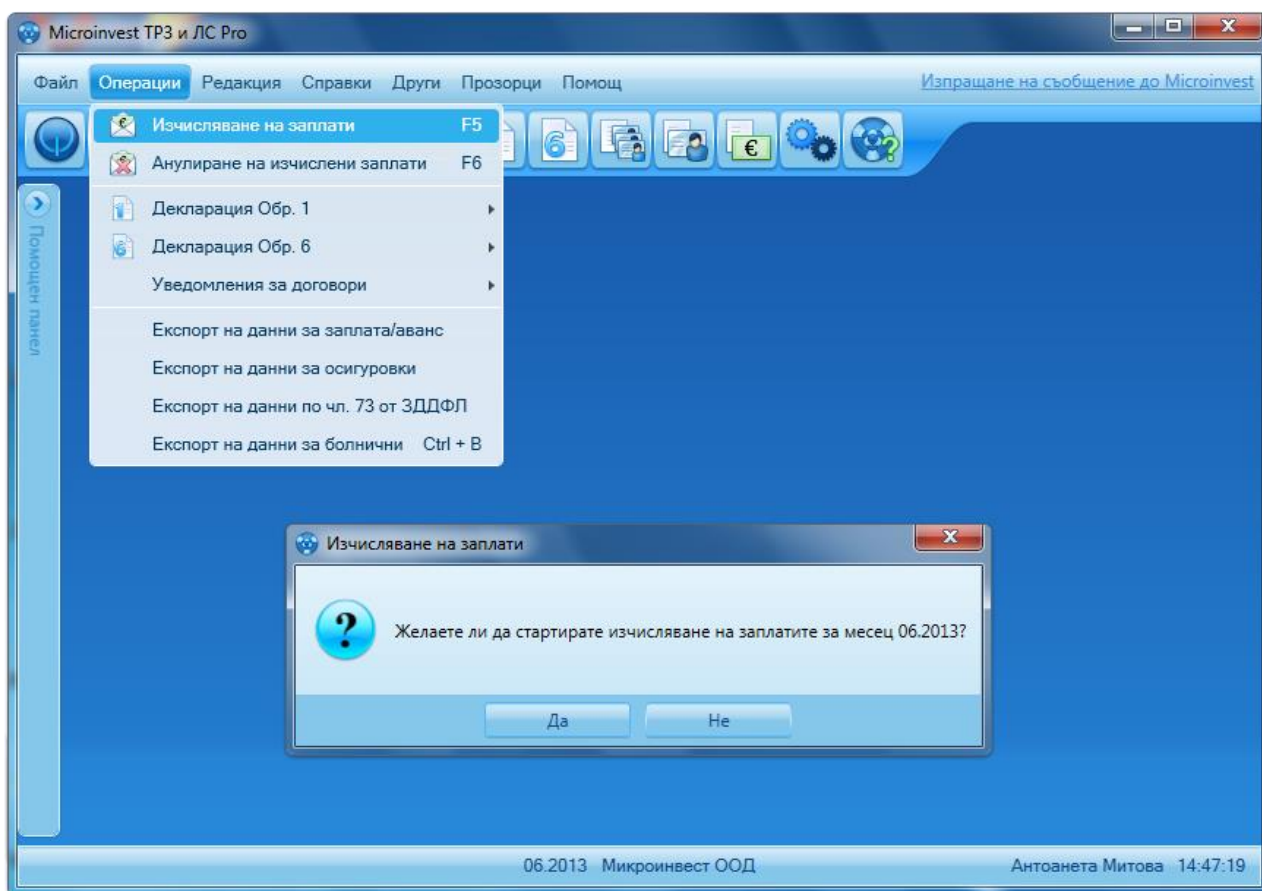 Microinvest ТРЗ и ЛС Pro
Файл Операции Редакция Справки Други Прозорци Помощ Изпращане на съобщение до Microinvest
Изчисляване на заплати F5
Анулиране на изчислени заплати F6
Декларация Обр. 1
Декларация Обр. 6
Уведомления за договори
Експорт на данни за заплата/аванс
Експорт на данни за осигуровки
Експорт на данни по чл. 73 от ЗДДФЛ
Експорт на данни за болнични Ctrl + B
Помощен панел
Изчисляване на заплати
Желаете ли да стартирате изчисляване на заплатите за месец 06.2013?
Да Не
06.2013 Микроинвест ООД Антоанета Митова 14:47:19